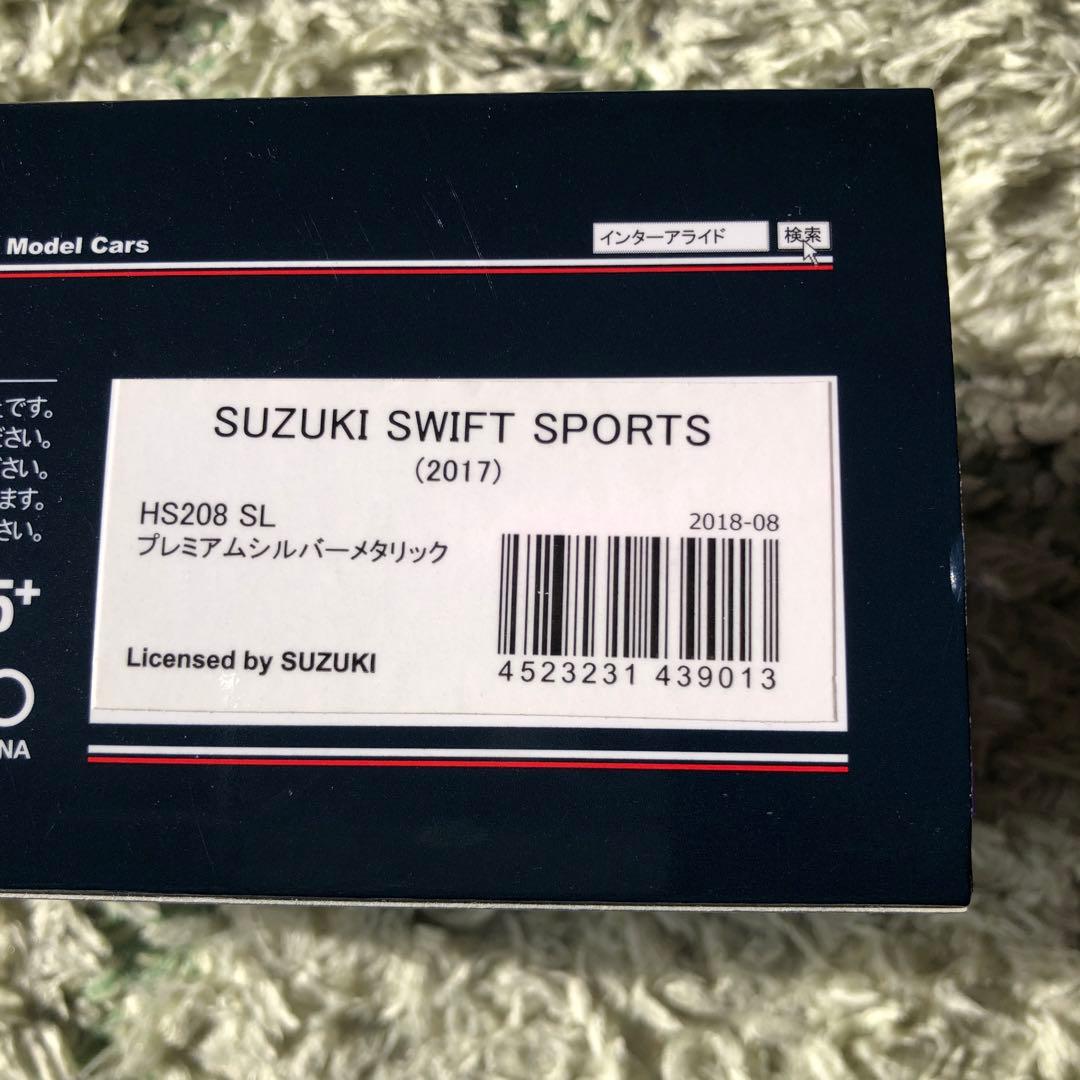 Model Cars
インターアライド 検索
です。
さい。
さい。
ます。
さい。
5+
NA
SUZUKI SWIFT SPORTS
(2017)
HS208 SL
プレミアムシルバーメタリック
2018-08
Licensed by SUZUKI
4523231 439013